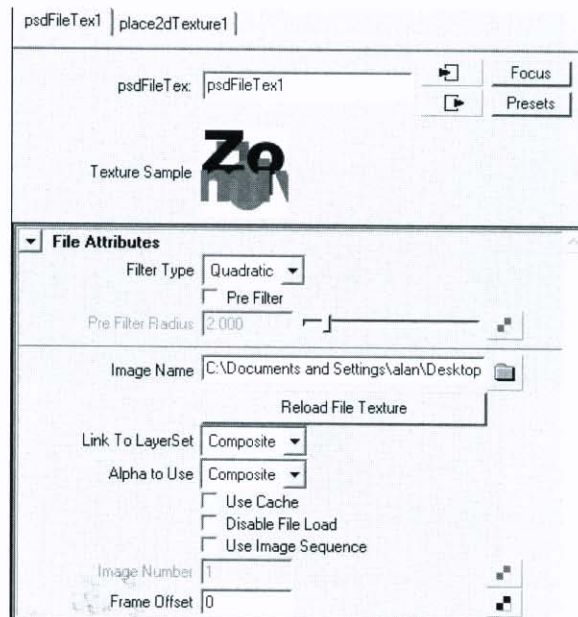 psdFileTex1 place2dTexture1
psdFileTex: psdFileTex1 Focus
Presets
Texture Sample Zo
File Attributes
Filter Type Quadratic
Pre Filter
Pre Filter Radius 2.000
Image Name C:\Documents and Settings\alan\Desktop
Reload File Texture
Link To LayerSet Composite
Alpha to Use Composite
Use Cache
Disable File Load
Use Image Sequence
Image Number 1
Frame Offset 0